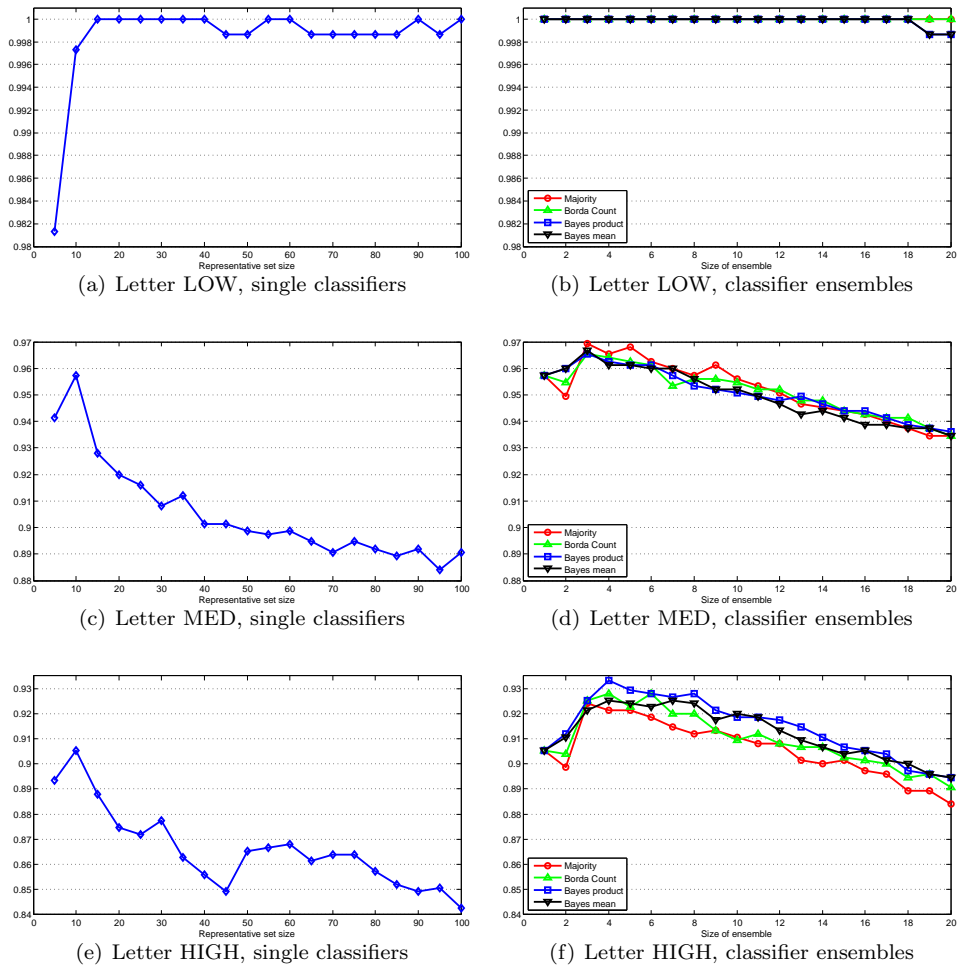 1
0.998
0.996
0.994
0.992
0.99
0.988
0.986
0.984
0.982
0.98
0 10 20 30 40 50 60 70 80 90 100
Representative set size
(a) Letter LOW, single classifiers
1
0.998
0.996
0.994
0.992
0.99
0.988
0.986
0.984
0.982
0.98
Majority
Borda Count
Bayes product
Bayes mean
0 2 4 6 8 10 12 14 16 18 20
Size of ensemble
(b) Letter LOW, classifier ensembles
0.97
0.96
0.95
0.94
0.93
0.92
0.91
0.9
0.89
0.88
0 10 20 30 40 50 60 70 80 90 100
Representative set size
(c) Letter MED, single classifiers
0.97
0.96
0.95
0.94
0.93
0.92
0.91
0.9
0.89
0.88
Majority
Borda Count
Bayes product
Bayes mean
0 2 4 6 8 10 12 14 16 18 20
Size of ensemble
(d) Letter MED, classifier ensembles
0.93
0.92
0.91
0.9
0.89
0.88
0.87
0.86
0.85
0.84
0 10 20 30 40 50 60 70 80 90 100
Representative set size
(e) Letter HIGH, single classifiers
0.93
0.92
0.91
0.9
0.89
0.88
0.87
0.86
0.85
0.84
Majority
Borda Count
Bayes product
Bayes mean
0 2 4 6 8 10 12 14 16 18 20
Size of ensemble
(f) Letter HIGH, classifier ensembles